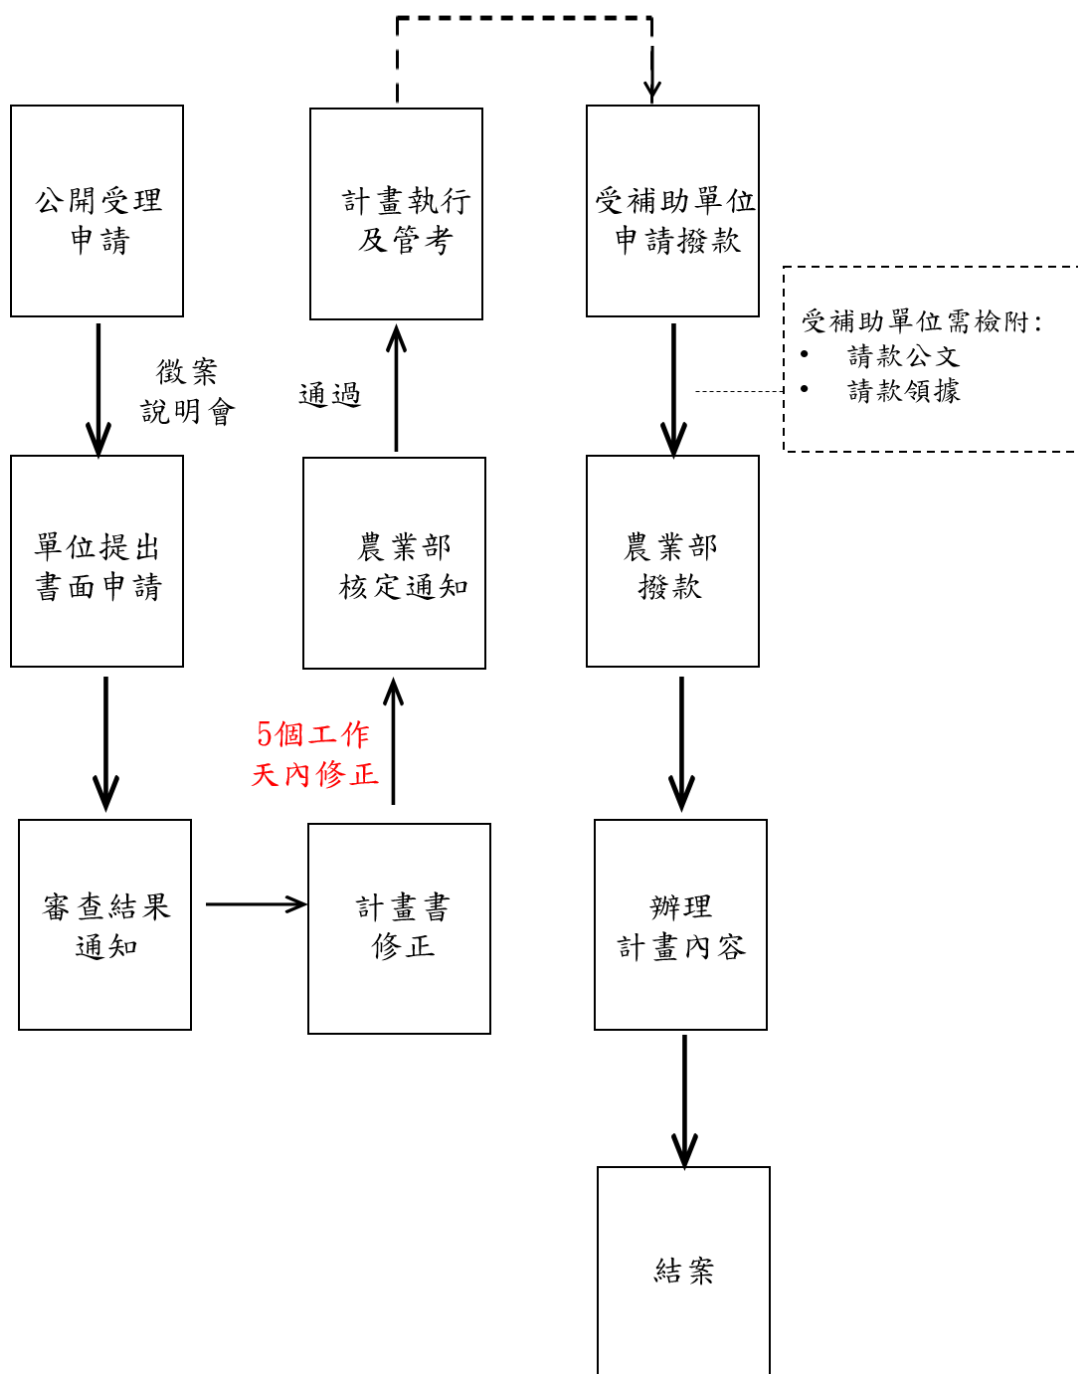 公開受理
申請
徵案
說明會
單位提出
書面申請
審查結果
通知
計畫書
修正
5個工作
天內修正
農業部
核定通知
通過
計畫執行
及管考
受補助單位
申請撥款
受補助單位需檢附:
• 請款公文
• 請款領據
農業部
撥款
辦理
計畫內容
結案